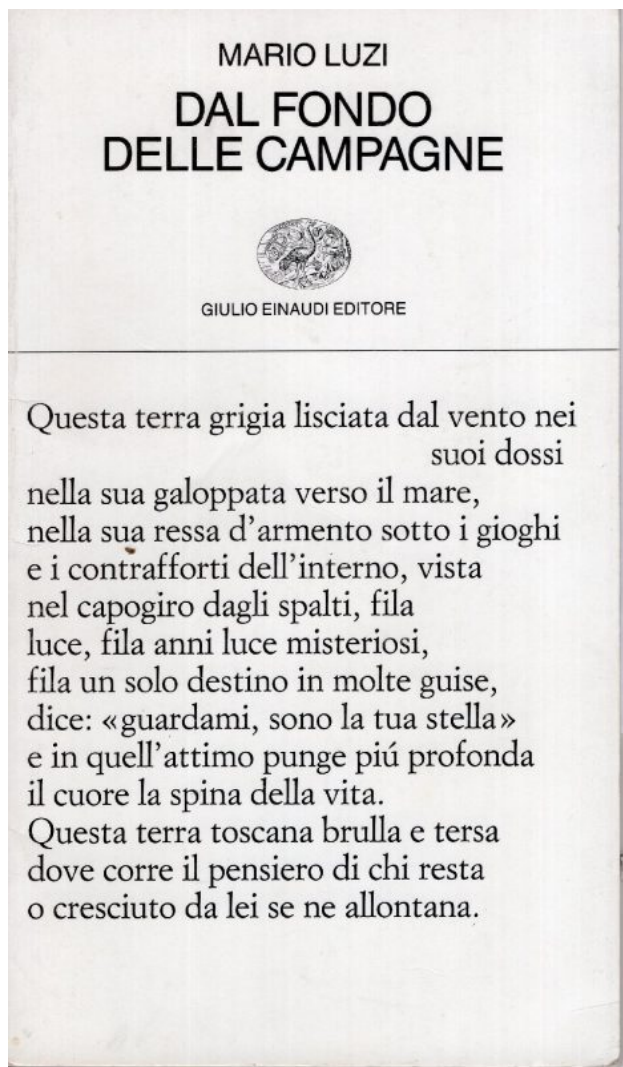 MARIO LUZI
DAL FONDO
DELLE CAMPAGNE
GIULIO EINAUDI EDITORE
Questa terra grigia lisciata dal vento nei
suoi dossi
nella sua galoppata verso il mare,
nella sua ressa d’armento sotto i gioghi
e i contrafforti dell’interno, vista
nel capogiro dagli spalti, fila
luce, fila anni luce misteriosi,
fila un solo destino in molte guise,
dice: «guardami, sono la tua stella»
e in quell’attimo punge piú profonda
il cuore la spina della vita.
Questa terra toscana brulla e tersa
dove corre il pensiero di chi resta
o cresciuto da lei se ne allontana.